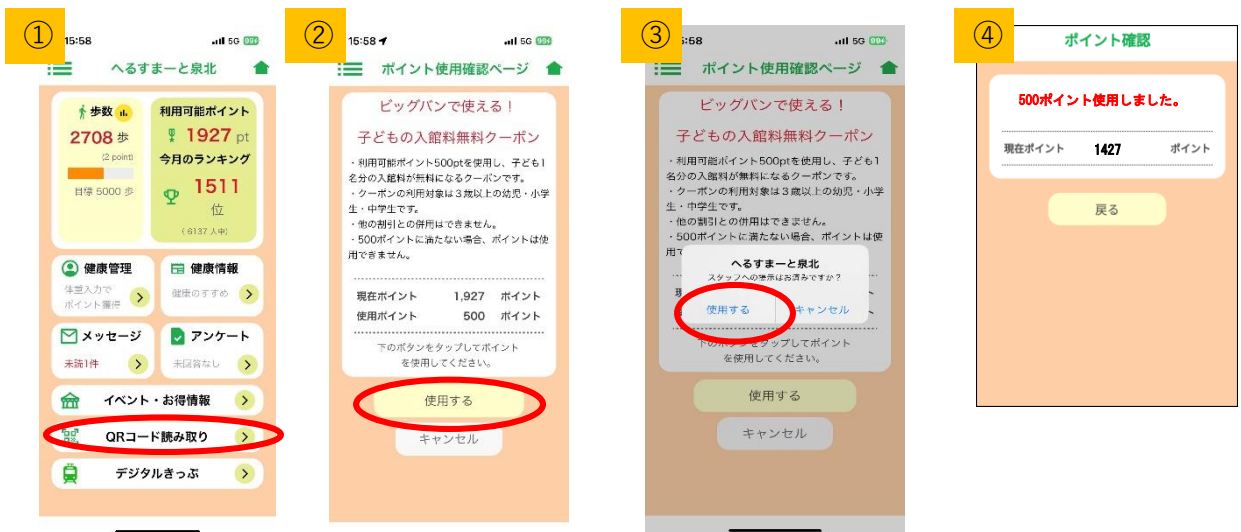 ①
15:58
5G
へるすまーと泉北
歩数
2708 歩
(2 point)
目標 5000 歩
利用可能ポイント
1927 pt
今月のランキング
1511
位
(6137 人中)
健康管理
体重入力で
ポイント獲得
健康情報
健康のすすめ
メッセージ
未読1件
アンケート
未回答なし
イベント・お得情報
QRコード読み取り
デジタルきっぷ
②
15:58
5G
ポイント使用確認ページ
ビッグバンで使える！
子どもの入館料無料クーポン
・利用可能ポイント500ptを使用し、子ども1
名分の入館料が無料になるクーポンです。
・クーポンの利用対象は３歳以上の幼児・小学
生・中学生です。
・他の割引との併用はできません。
・500ポイントに満たない場合、ポイントは使
用できません。
現在ポイント 1,927 ポイント
使用ポイント 500 ポイント
下のボタンをタップしてポイント
を使用してください。
使用する
キャンセル
③
:58
5G
ポイント使用確認ページ
ビッグバンで使える！
子どもの入館料無料クーポン
・利用可能ポイント500ptを使用し、子ども1
名分の入館料が無料になるクーポンです。
・クーポンの利用対象は３歳以上の幼児・小学
生・中学生です。
・他の割引との併用はできません。
・500ポイントに満たない場合、ポイントは使
用で
へるすまーと泉北
スタッフへの提示はお済みですか？
使用する
キャンセル
下のボタンをタップしてポイント
を使用してください。
使用する
キャンセル
④
ポイント確認
500ポイント使用しました。
現在ポイント 1427 ポイント
戻る